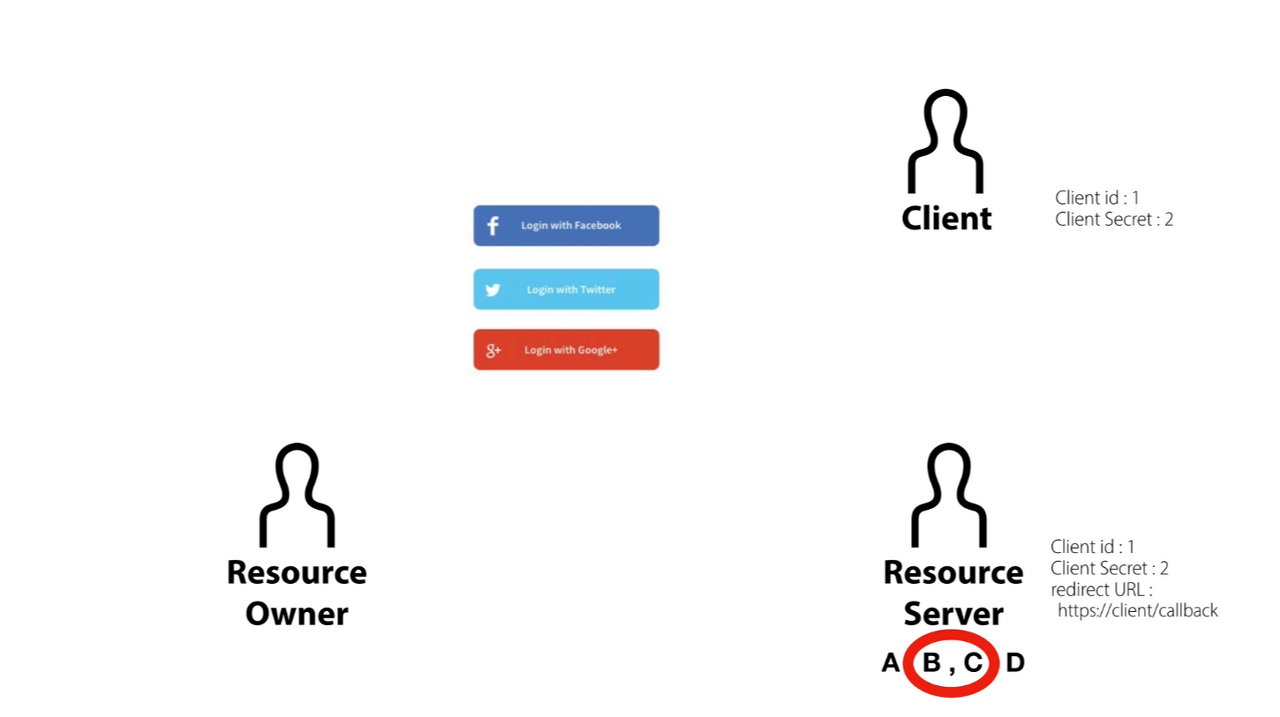 Client
Client id : 1
Client Secret : 2
f Login with Facebook
Login with Twitter
g+ Login with Google+
Resource
Owner
Resource
Server
Client id : 1
Client Secret : 2
redirect URL :
https://client/callback
A B , C D